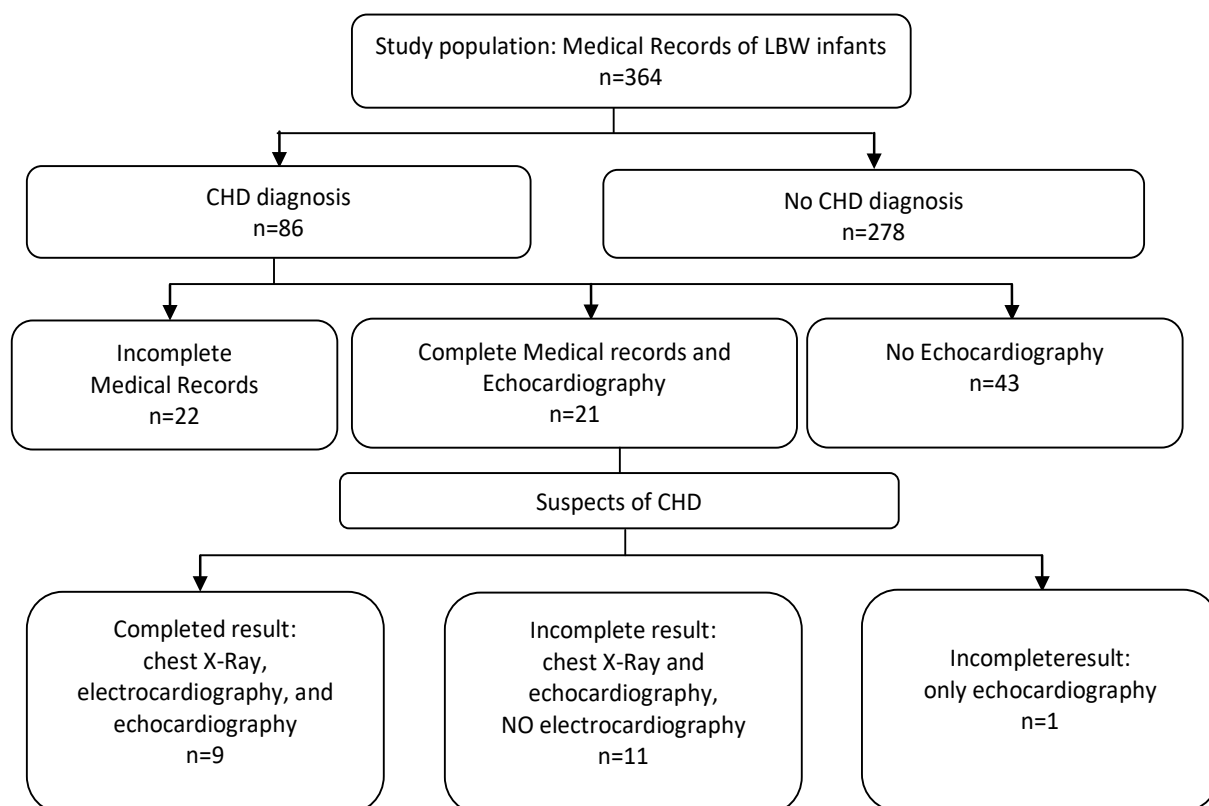 Study population: Medical Records of LBW infants
n=364
CHD diagnosis
n=86
No CHD diagnosis
n=278
Incomplete
Medical Records
n=22
Complete Medical records and
Echocardiography
n=21
No Echocardiography
n=43
Suspects of CHD
Completed result:
chest X-Ray,
electrocardiography, and
echocardiography
n=9
Incomplete result:
chest X-Ray and
echocardiography,
NO electrocardiography
n=11
Incompleteresult:
only echocardiography
n=1